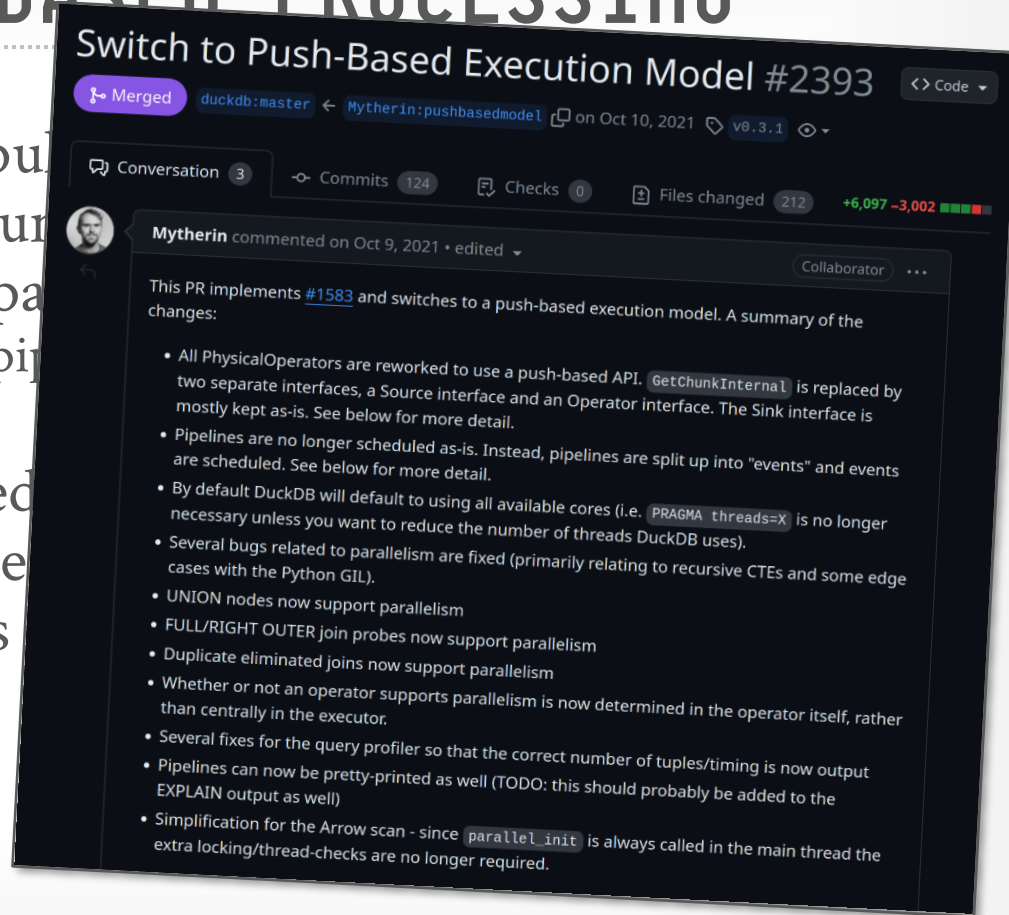 Switch to Push-Based Execution Model #2393
Code
Merged duckdb:master ← Mytherin:pushbasedmodel on Oct 10, 2021 v0.3.1
Conversation 3 Commits 124 Checks 0 Files changed 212 +6,097 −3,002
Mytherin commented on Oct 9, 2021 • edited
Collaborator ...
This PR implements #1583 and switches to a push-based execution model. A summary of the
changes:
• All PhysicalOperators are reworked to use a push-based API. GetChunkInternal is replaced by
two separate interfaces, a Source interface and an Operator interface. The Sink interface is
mostly kept as-is. See below for more detail.
• Pipelines are no longer scheduled as-is. Instead, pipelines are split up into "events" and events
are scheduled. See below for more detail.
• By default DuckDB will default to using all available cores (i.e. PRAGMA threads=X is no longer
necessary unless you want to reduce the number of threads DuckDB uses).
• Several bugs related to parallelism are fixed (primarily relating to recursive CTEs and some edge
cases with the Python GIL).
• UNION nodes now support parallelism
• FULL/RIGHT OUTER join probes now support parallelism
• Duplicate eliminated joins now support parallelism
• Whether or not an operator supports parallelism is now determined in the operator itself, rather
than centrally in the executor.
• Several fixes for the query profiler so that the correct number of tuples/timing is now output
• Pipelines can now be pretty-printed as well (TODO: this should probably be added to the
EXPLAIN output as well)
• Simplification for the Arrow scan - since parallel_init is always called in the main thread the
extra locking/thread-checks are no longer required.